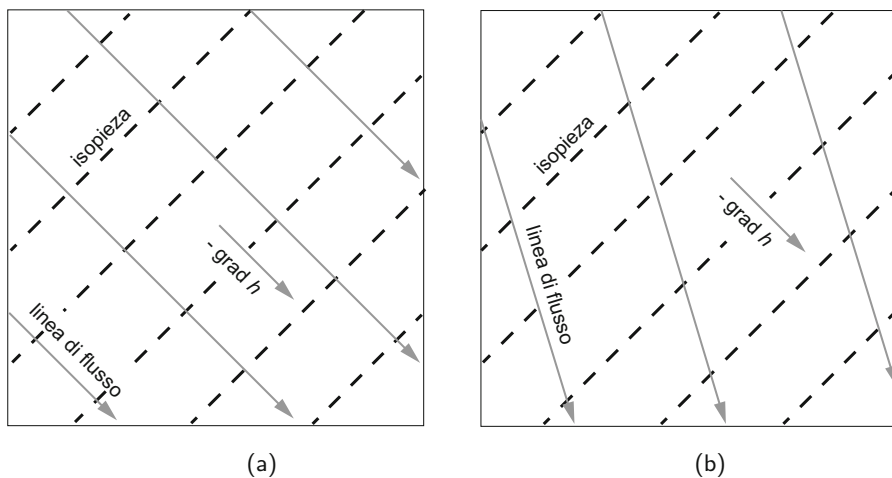 isopieza
- grad h
linea di flusso
(a)
isopieza
- grad h
linea di flusso
(b)